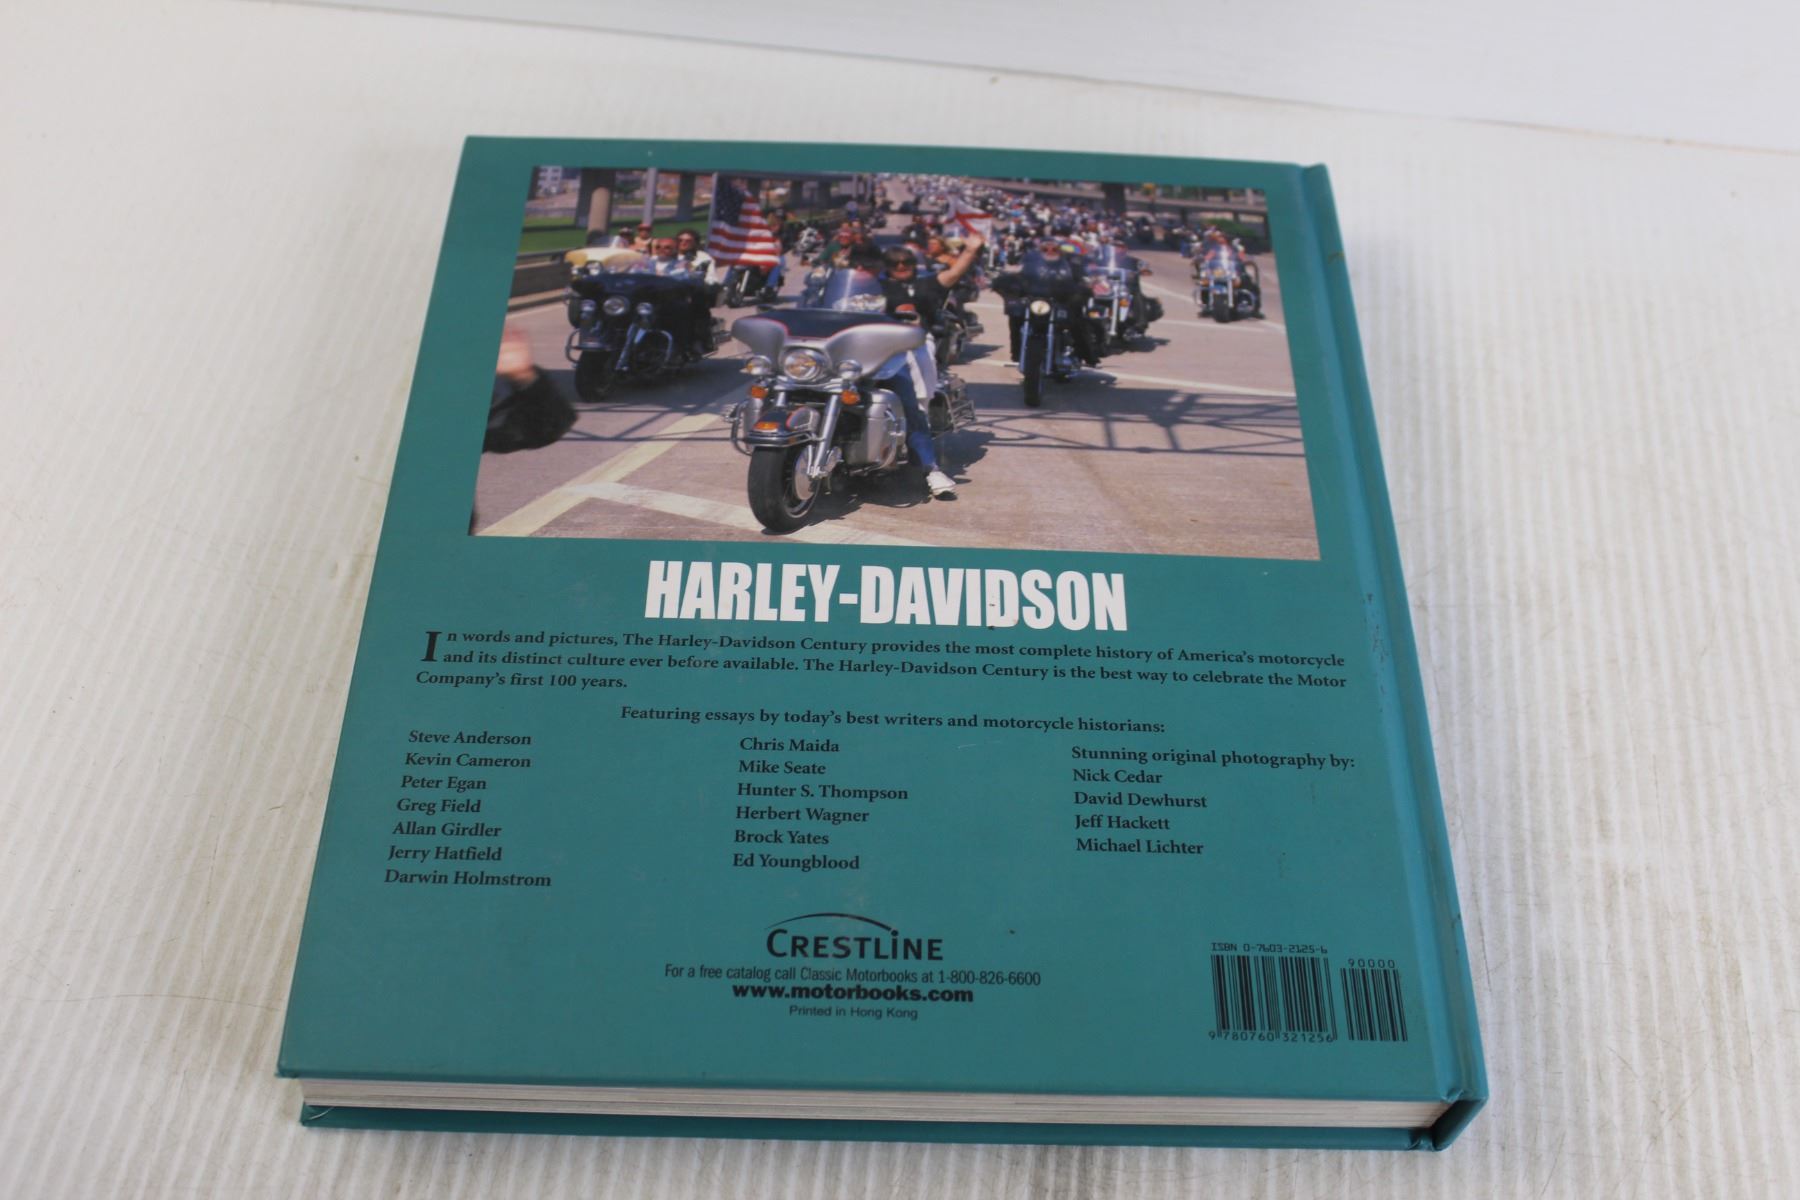 HARLEY-DAVIDSON
In words and pictures, The Harley-Davidson Century provides the most complete history of America's motorcycle
and its distinct culture ever before available. The Harley-Davidson Century is the best way to celebrate the Motor
Company's first 100 years.
Featuring essays by today's best writers and motorcycle historians:
Steve Anderson
Kevin Cameron
Peter Egan
Greg Field
Allan Girdler
Jerry Hatfield
Darwin Holmstrom
Chris Maida
Mike Seate
Hunter S. Thompson
Herbert Wagner
Brock Yates
Ed Youngblood
Stunning original photography by:
Nick Cedar
David Dewhurst
Jeff Hackett
Michael Lichter
CRESTLINE
For a free catalog call Classic Motorbooks at 1-800-826-6600
www.motorbooks.com
Printed in Hong Kong
ISBN 0-7603-2125-6
90000
9 780760 321256